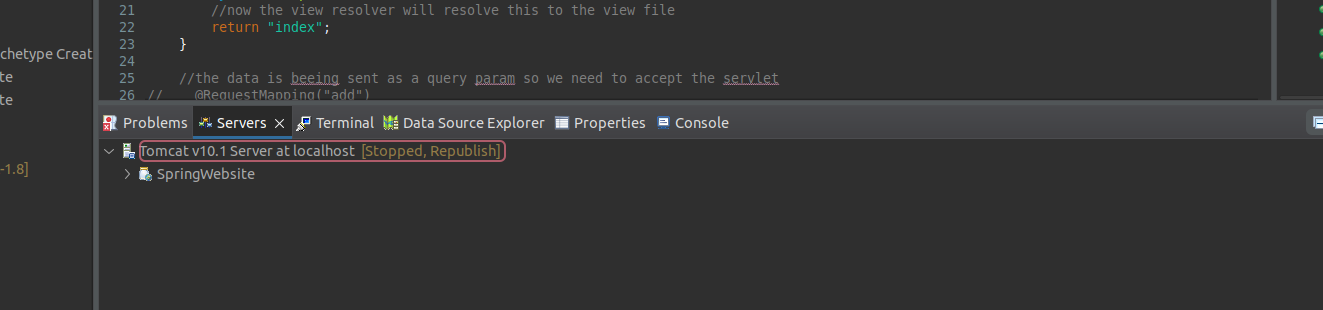 21 //now the view resolver will resolve this to the view file
22 return "index";
23 }
24
25 //the data is beeing sent as a query param so we need to accept the servlet
26 // @RequestMapping("add")
chetype Creat
te
te
-1.8]
Problems Servers Terminal Data Source Explorer Properties Console
Tomcat v10.1 Server at localhost [Stopped, Republish]
SpringWebsite